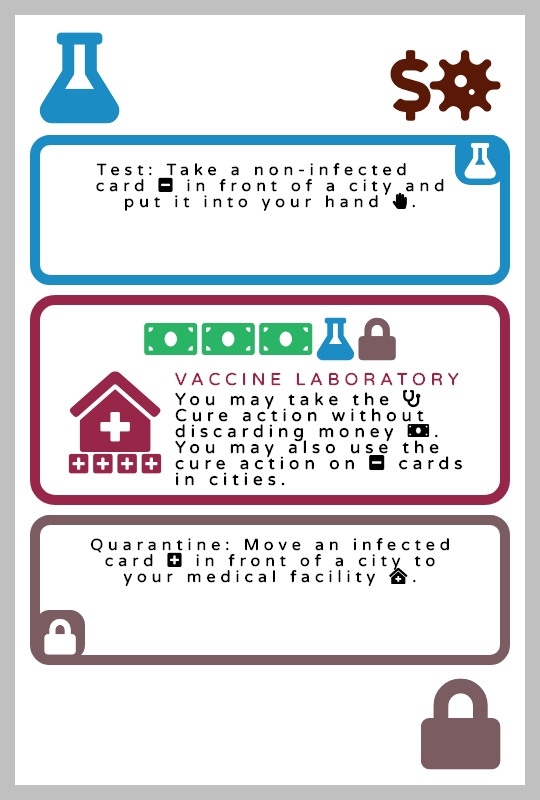 $
Test: Take a non-infected
card in front of a city and
put it into your hand .
VACCINE LABORATORY
You may take the
Cure action without
discarding money .
You may also use the
cure action on cards
in cities.
Quarantine: Move an infected
card in front of a city to
your medical facility .